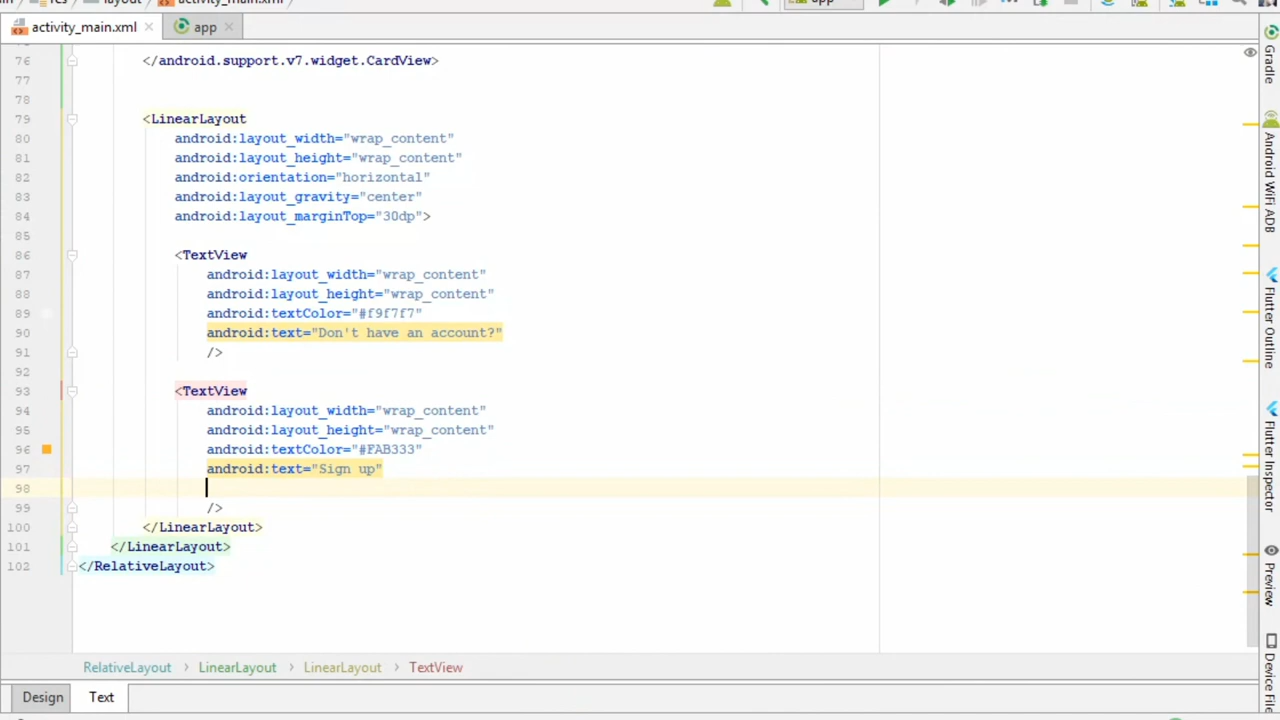 activity_main.xml
app
76 </android.support.v7.widget.CardView>
77
78
79 <LinearLayout
80 android:layout_width="wrap_content"
81 android:layout_height="wrap_content"
82 android:orientation="horizontal"
83 android:layout_gravity="center"
84 android:layout_marginTop="30dp">
85
86 <TextView
87 android:layout_width="wrap_content"
88 android:layout_height="wrap_content"
89 android:textColor="#f9f7f7"
90 android:text="Don't have an account?"
91 />
92
93 <TextView
94 android:layout_width="wrap_content"
95 android:layout_height="wrap_content"
96 android:textColor="#FAB333"
97 android:text="Sign up"
98
99 />
100 </LinearLayout>
101 </LinearLayout>
102 </RelativeLayout>
RelativeLayout › LinearLayout › LinearLayout › TextView
Design Text
Gradle
Android WiFi ADB
Flutter Outline
Flutter Inspector
Preview